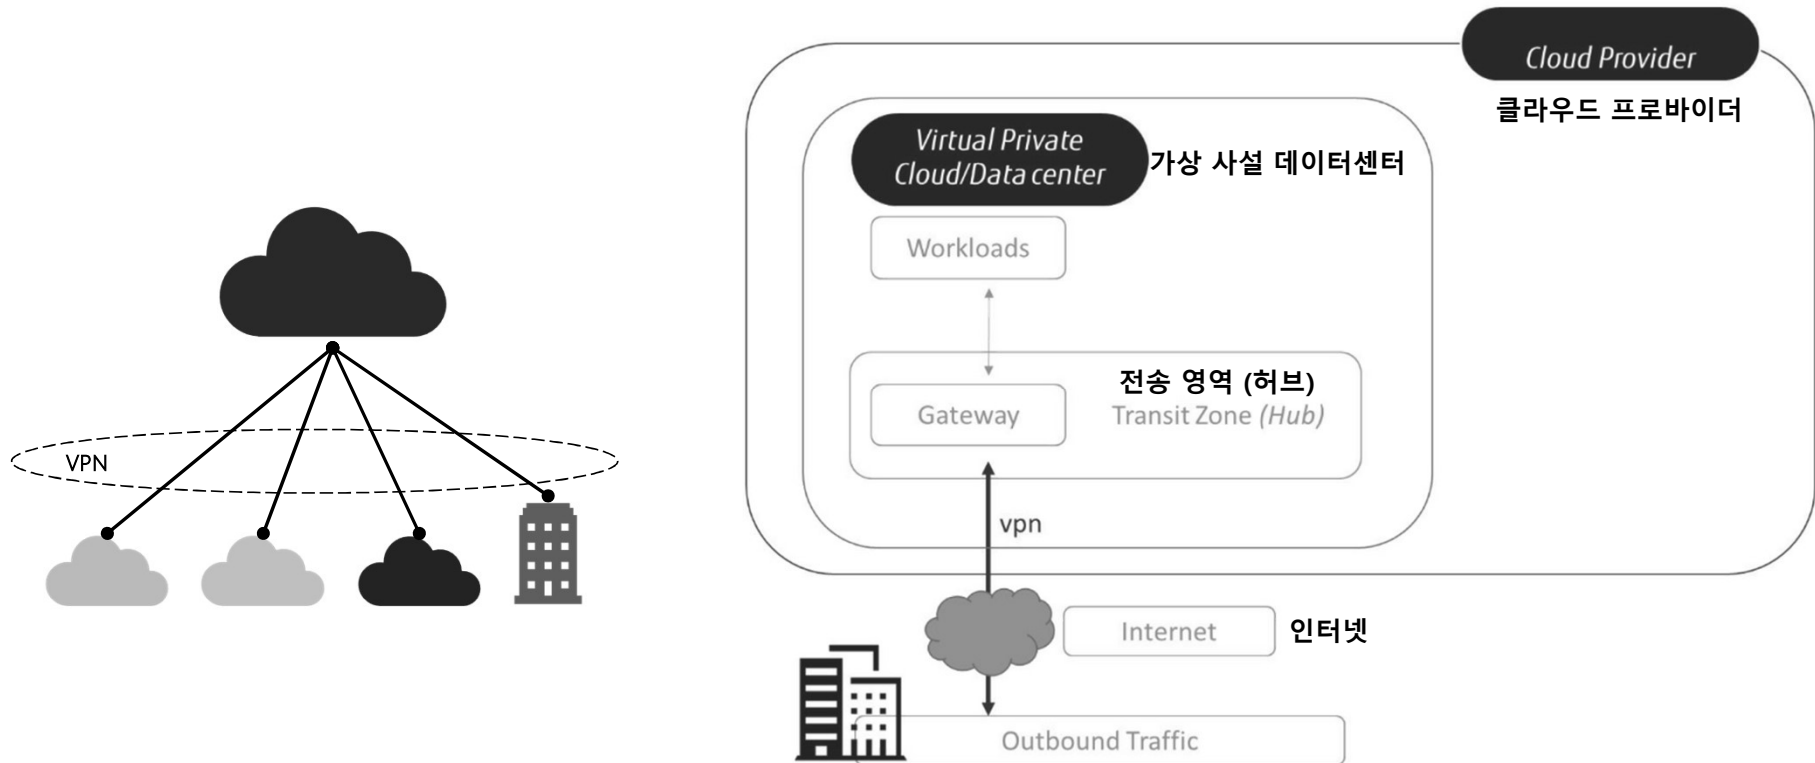 Cloud Provider
클라우드 프로바이더
Virtual Private
Cloud/Data center
가상 사설 데이터센터
Workloads
전송 영역 (허브)
Gateway
Transit Zone (Hub)
VPN
vpn
Internet
인터넷
Outbound Traffic